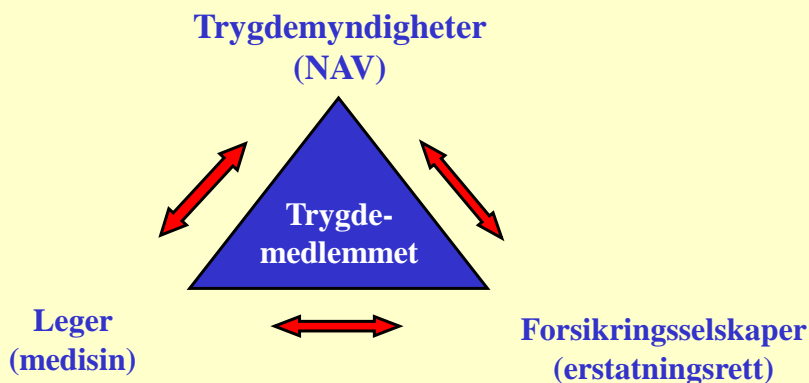 Trygdemyndigheter
(NAV)
Trygde-
medlemmet
Leger
(medisin)
Forsikringsselskaper
(erstatningsrett)